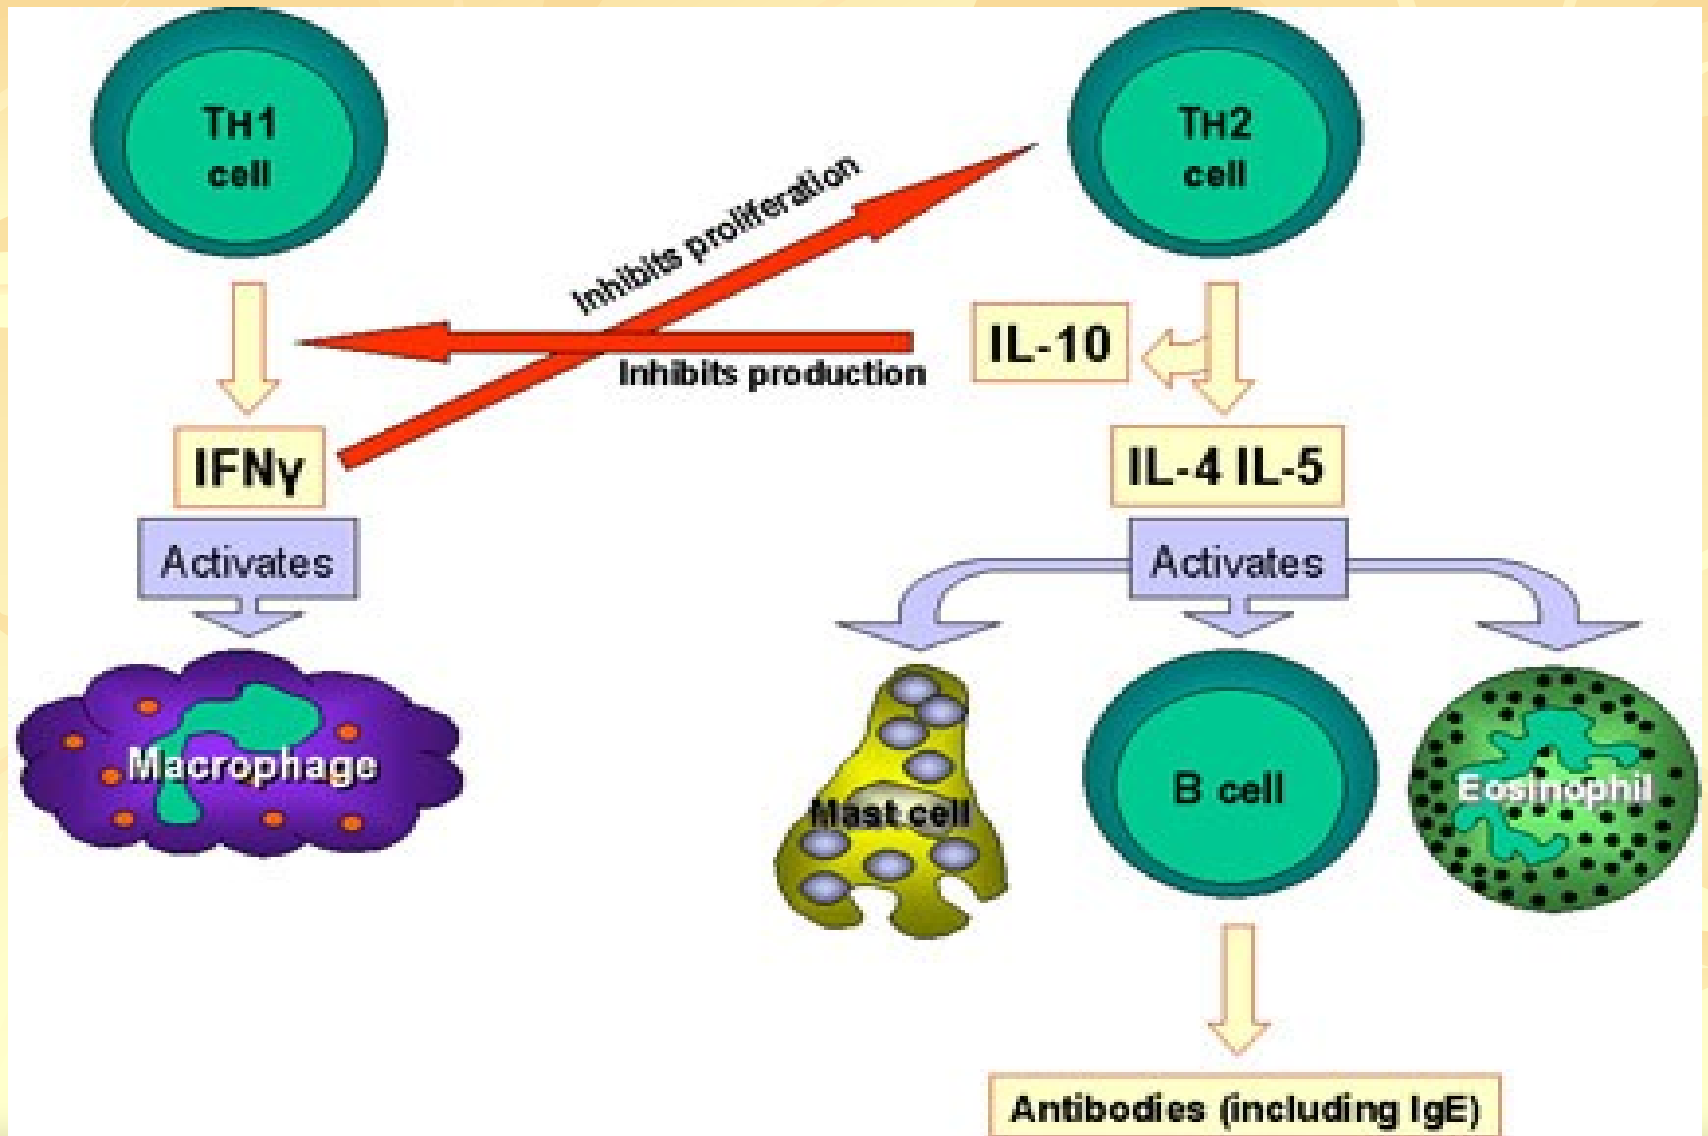 TH1
cell
TH2
cell
Inhibits proliferation
Inhibits production
IL-10
IFNγ
IL-4 IL-5
Activates
Activates
Macrophage
Mast cell
B cell
Eosinophil
Antibodies (including IgE)